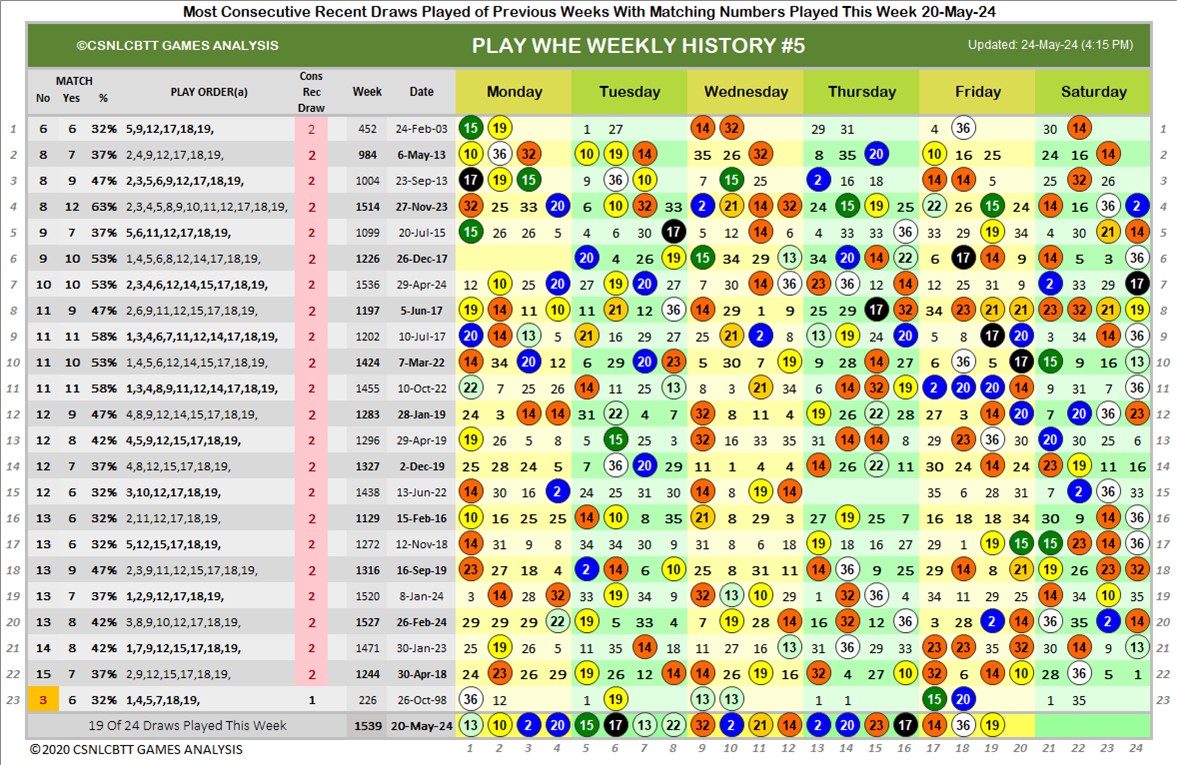 Most Consecutive Recent Draws Played of Previous Weeks With Matching Numbers Played This Week 20-May-24
©CSNLCBTT GAMES ANALYSIS PLAY WHE WEEKLY HISTORY #5 Updated: 24-May-24 (4:15 PM)
MATCH
No Yes % PLAY ORDER(a) Cons Rec Draw Week Date Monday Tuesday Wednesday Thursday Friday Saturday
1 6 6 32% 5,9,12,17,18,19, 2 452 24-Feb-03 15 19 1 27 14 32 29 31 4 36 30 14 1
2 8 7 37% 2,4,9,12,17,18,19, 2 984 6-May-13 10 36 32 10 19 14 35 26 32 8 35 20 10 16 25 24 16 14 2
3 8 9 47% 2,3,5,6,9,12,17,18,19, 2 1004 23-Sep-13 17 19 15 9 36 10 7 15 25 2 16 18 14 14 5 25 32 26 3
4 8 12 63% 2,3,4,5,8,9,10,11,11,17,18,19, 2 1514 27-Nov-23 32 25 33 20 6 10 32 33 2 21 14 32 24 15 19 25 22 26 15 24 14 16 36 2 4
5 9 7 37% 5,6,11,12,17,18,19, 2 1099 20-Jul-15 15 26 26 5 4 6 30 17 5 12 14 6 4 33 33 36 33 29 19 34 4 30 21 14 5
6 9 10 53% 1,4,5,6,8,12,14,17,18,19, 2 1226 26-Dec-17 20 4 26 19 15 34 29 13 34 20 14 22 6 17 14 9 14 5 3 36 6
7 10 10 53% 2,3,4,6,12,14,15,17,18,19, 2 1536 29-Apr-24 12 10 25 20 27 19 20 27 7 30 14 36 23 36 12 14 12 25 31 9 2 33 29 17 7
8 11 9 47% 2,6,9,11,12,15,17,18,19, 2 1197 5-Jun-17 19 14 11 10 11 21 12 36 14 29 1 9 25 29 17 32 34 23 21 21 23 32 21 19 8
9 11 11 58% 1,3,4,6,7,11,12,14,17,18,19, 2 1202 10-Jul-17 20 14 13 5 21 16 29 27 25 21 2 8 13 19 24 20 5 8 17 20 3 34 14 36 9
10 11 10 53% 1,4,5,6,12,14,15,17,18,19, 2 1424 7-Mar-22 14 34 20 12 6 29 20 23 5 30 7 19 9 28 14 27 6 36 5 17 15 9 16 13 10
11 11 11 58% 1,3,4,8,9,11,12,14,17,18,19, 2 1455 10-Oct-22 22 7 25 26 14 11 25 13 8 3 21 34 6 14 32 19 2 20 20 14 9 31 7 36 11
12 12 9 47% 4,8,9,12,14,15,17,18,19, 2 1283 28-Jan-19 24 3 14 14 31 22 4 7 32 8 11 4 19 26 22 28 27 3 14 20 7 20 36 23 12
13 12 8 42% 4,5,9,12,15,17,18,19, 2 1296 29-Apr-19 19 26 5 8 5 15 25 3 32 16 33 35 31 14 14 8 29 23 36 30 20 30 25 6 13
14 12 7 37% 4,8,12,15,17,18,19, 2 1327 2-Dec-19 25 28 24 5 7 36 20 29 11 1 4 4 14 26 22 11 30 24 14 24 23 19 11 16 14
15 12 6 32% 3,10,12,17,18,19, 2 1438 13-Jun-22 14 30 16 2 24 25 31 30 14 8 19 14 35 6 28 31 7 2 36 33 15
16 13 6 32% 2,11,12,17,18,19, 2 1129 15-Feb-16 10 16 25 25 14 10 8 35 21 8 29 3 27 19 25 7 16 18 18 34 30 9 14 36 16
17 13 6 32% 5,12,15,17,18,19, 2 1272 12-Nov-18 14 31 9 8 34 34 30 9 31 8 6 9 19 18 16 27 29 1 19 15 15 23 14 36 17
18 13 9 47% 2,3,9,11,12,15,17,18,19, 2 1316 16-Sep-19 23 27 18 4 2 14 6 10 25 8 31 11 14 36 9 25 29 14 8 21 19 26 23 32 18
19 13 7 37% 1,2,9,12,17,18,19, 2 1520 8-Jan-24 3 14 28 32 33 19 34 9 32 13 10 29 1 32 36 4 34 11 29 25 14 34 10 35 19
20 13 8 42% 3,8,9,10,12,17,18,19, 2 1527 26-Feb-24 29 29 29 22 19 5 33 4 7 19 28 14 16 32 12 36 3 28 2 14 36 35 2 14 20
21 14 8 42% 1,7,9,12,15,17,18,19, 2 1471 30-Jan-23 25 19 26 5 11 35 14 18 11 11 16 13 31 36 29 33 23 23 35 32 30 14 9 13 21
22 15 7 37% 2,9,12,15,17,18,19, 2 1244 30-Apr-18 24 23 26 29 19 26 12 14 14 22 19 16 32 4 27 10 32 6 14 10 28 36 5 1 22
23 3 6 32% 1,4,5,7,18,19, 1 226 26-Oct-98 36 12 1 19 13 13 1 1 15 20 1 35 23
19 Of 24 Draws Played This Week 1539 20-May-24 13 10 2 20 15 17 13 22 32 2 21 14 2 20 23 17 14 36 19
© 2020 CSNLCBTT GAMES ANALYSIS 1 2 3 4 5 6 7 8 9 10 11 12 13 14 15 16 17 18 19 20 21 22 23 24